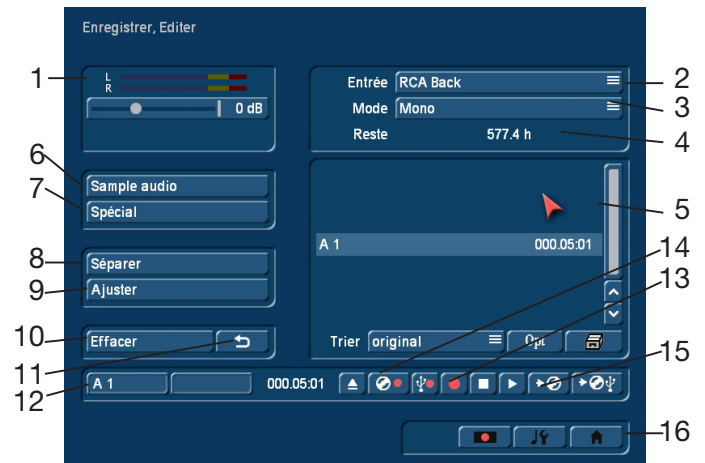 Enregistrer, Editer
1
L
R
0 dB
Entrée RCA Back
2
Mode Mono
3
Reste 577.4 h
4
6
Sample audio
7
Spécial
5
A 1 000.05:01
8
Séparer
9
Ajuster
14
13
10
Effacer
Trier original Opt
11
12
A 1 000.05:01
15
16